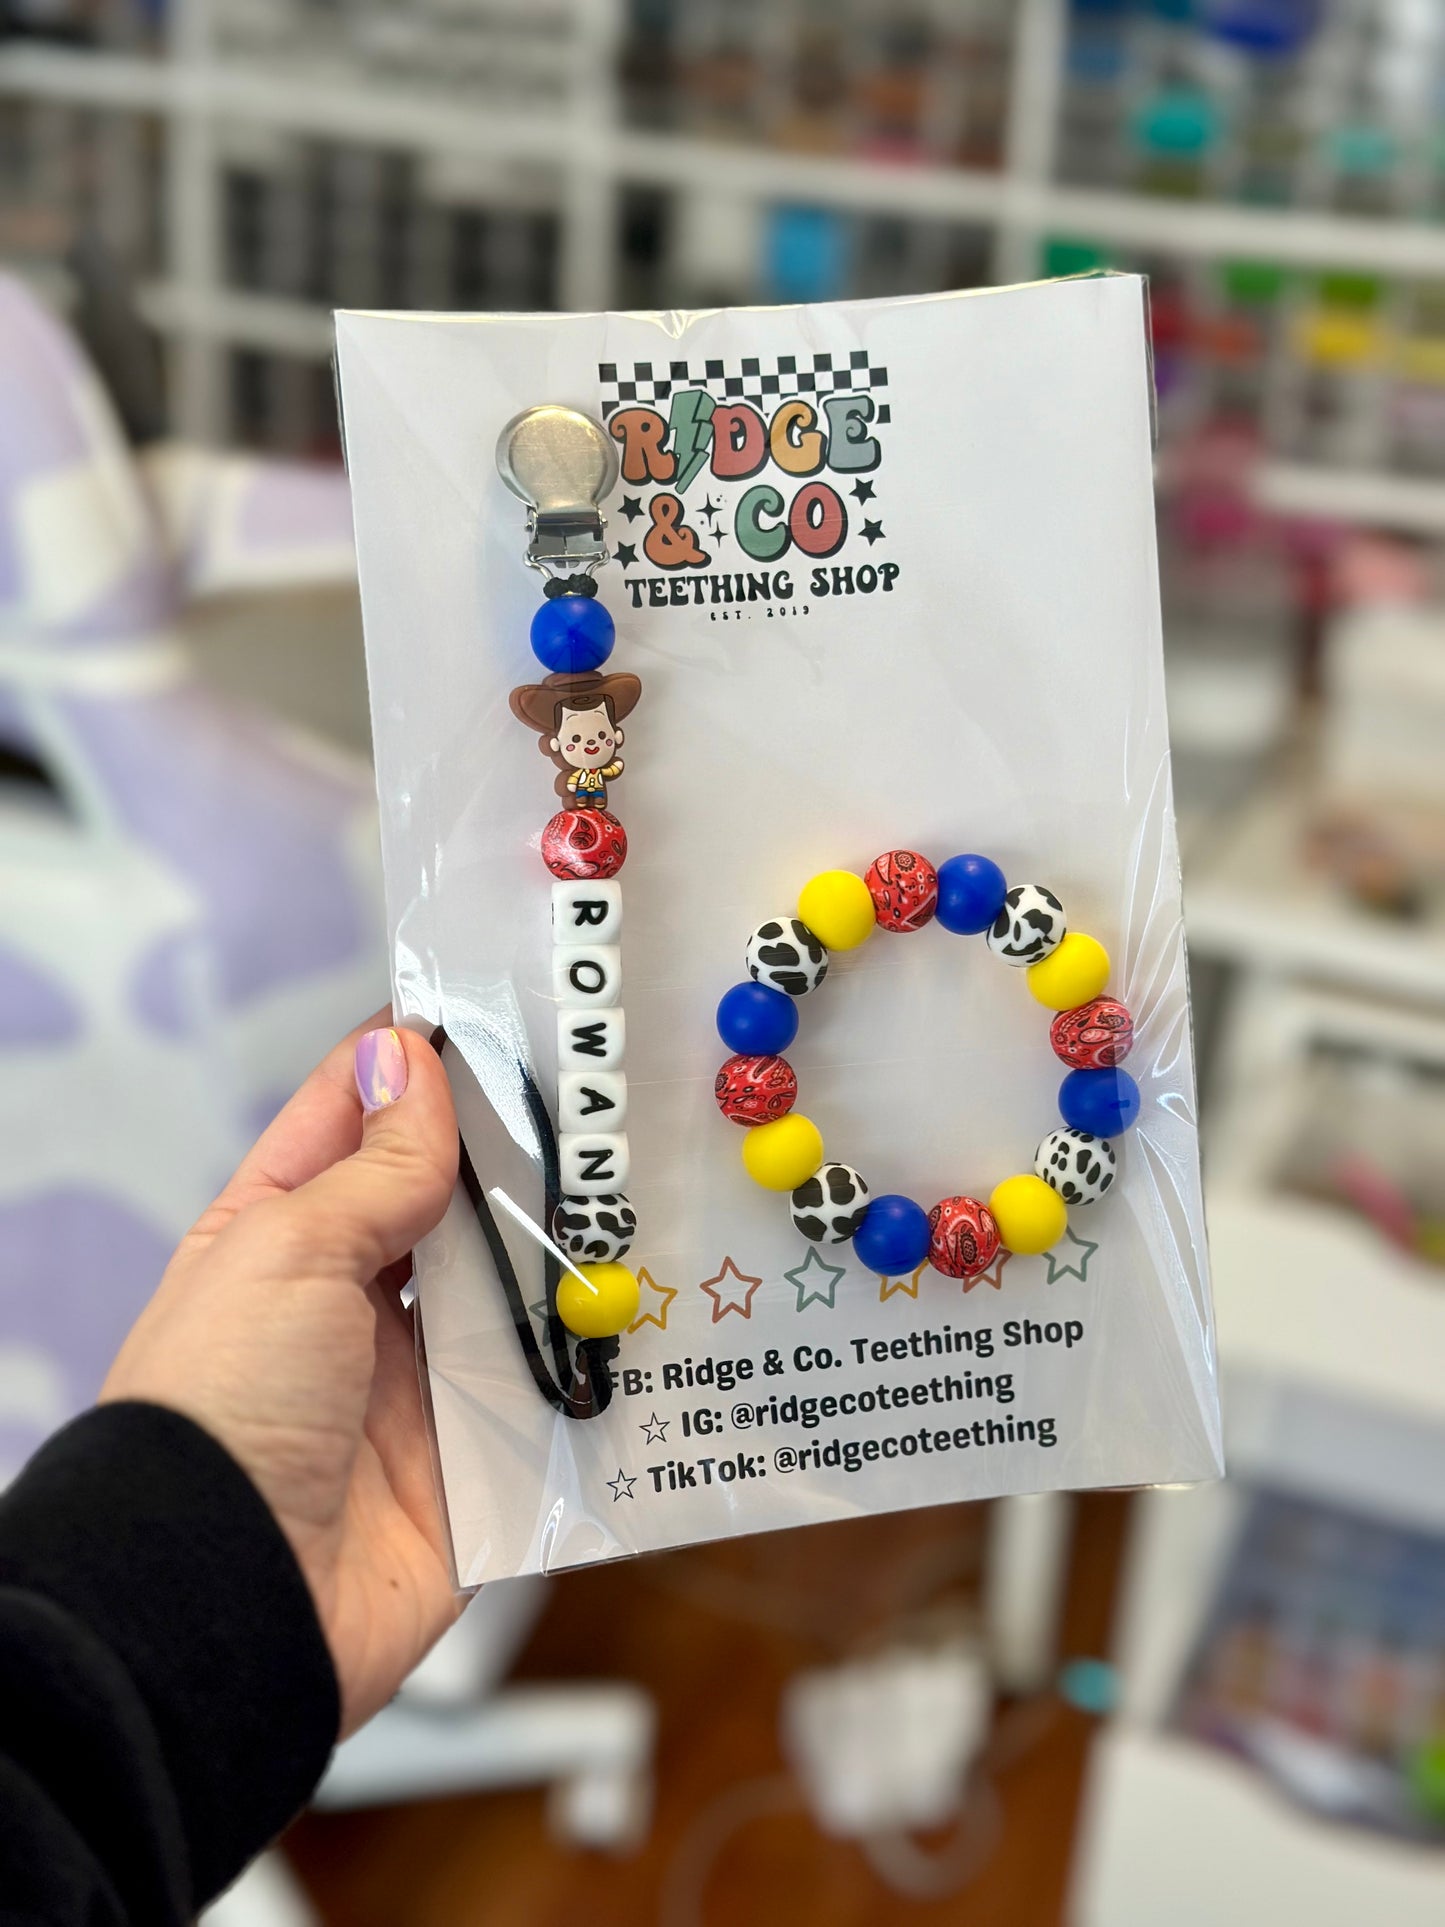 RIDGE
& CO
TEETHING SHOP
EST. 2019
ROWAN
FB: Ridge & Co. Teething Shop
☆ IG: @ridgecoteething
☆ TikTok: @ridgecoteething